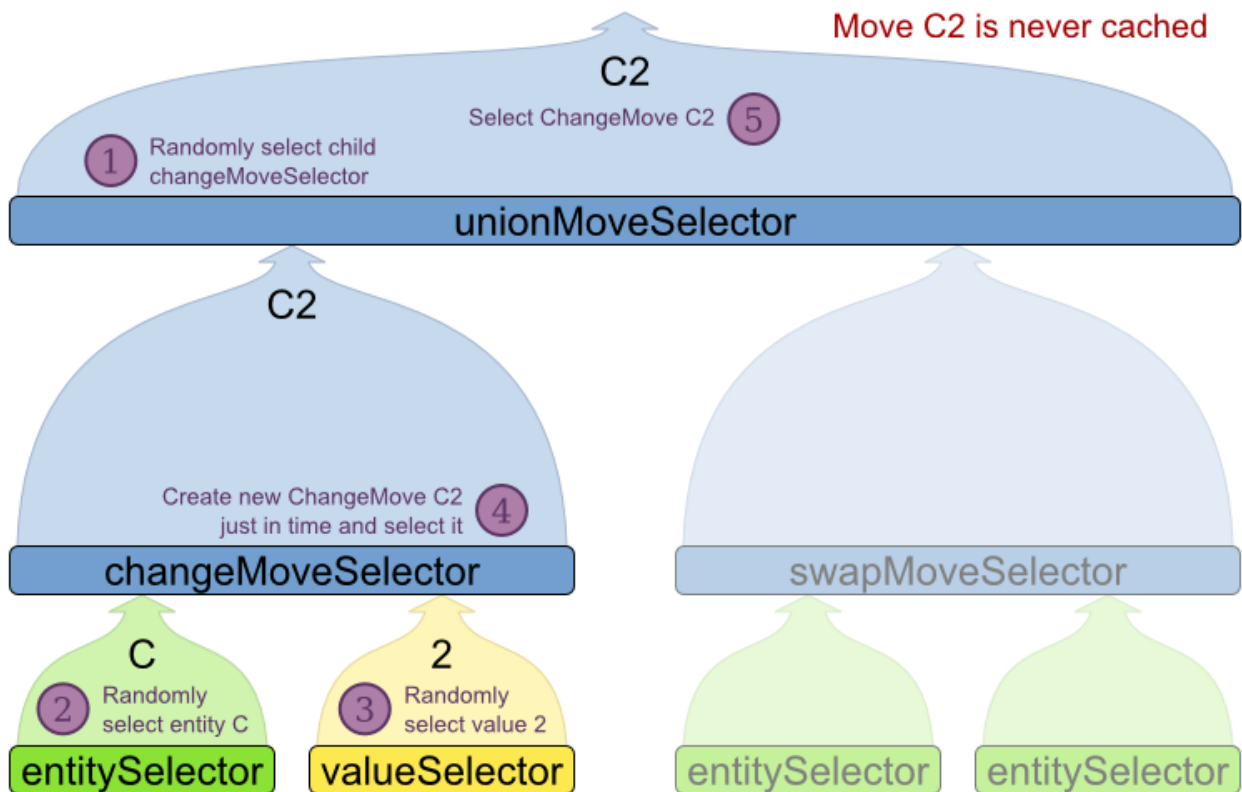 Move C2 is never cached
C2
Select ChangeMove C2
5
1
Randomly select child
changeMoveSelector
unionMoveSelector
C2
Create new ChangeMove C2
just in time and select it
4
changeMoveSelector
swapMoveSelector
C
2
2
Randomly
select entity C
3
Randomly
select value 2
entitySelector
valueSelector
entitySelector
entitySelector